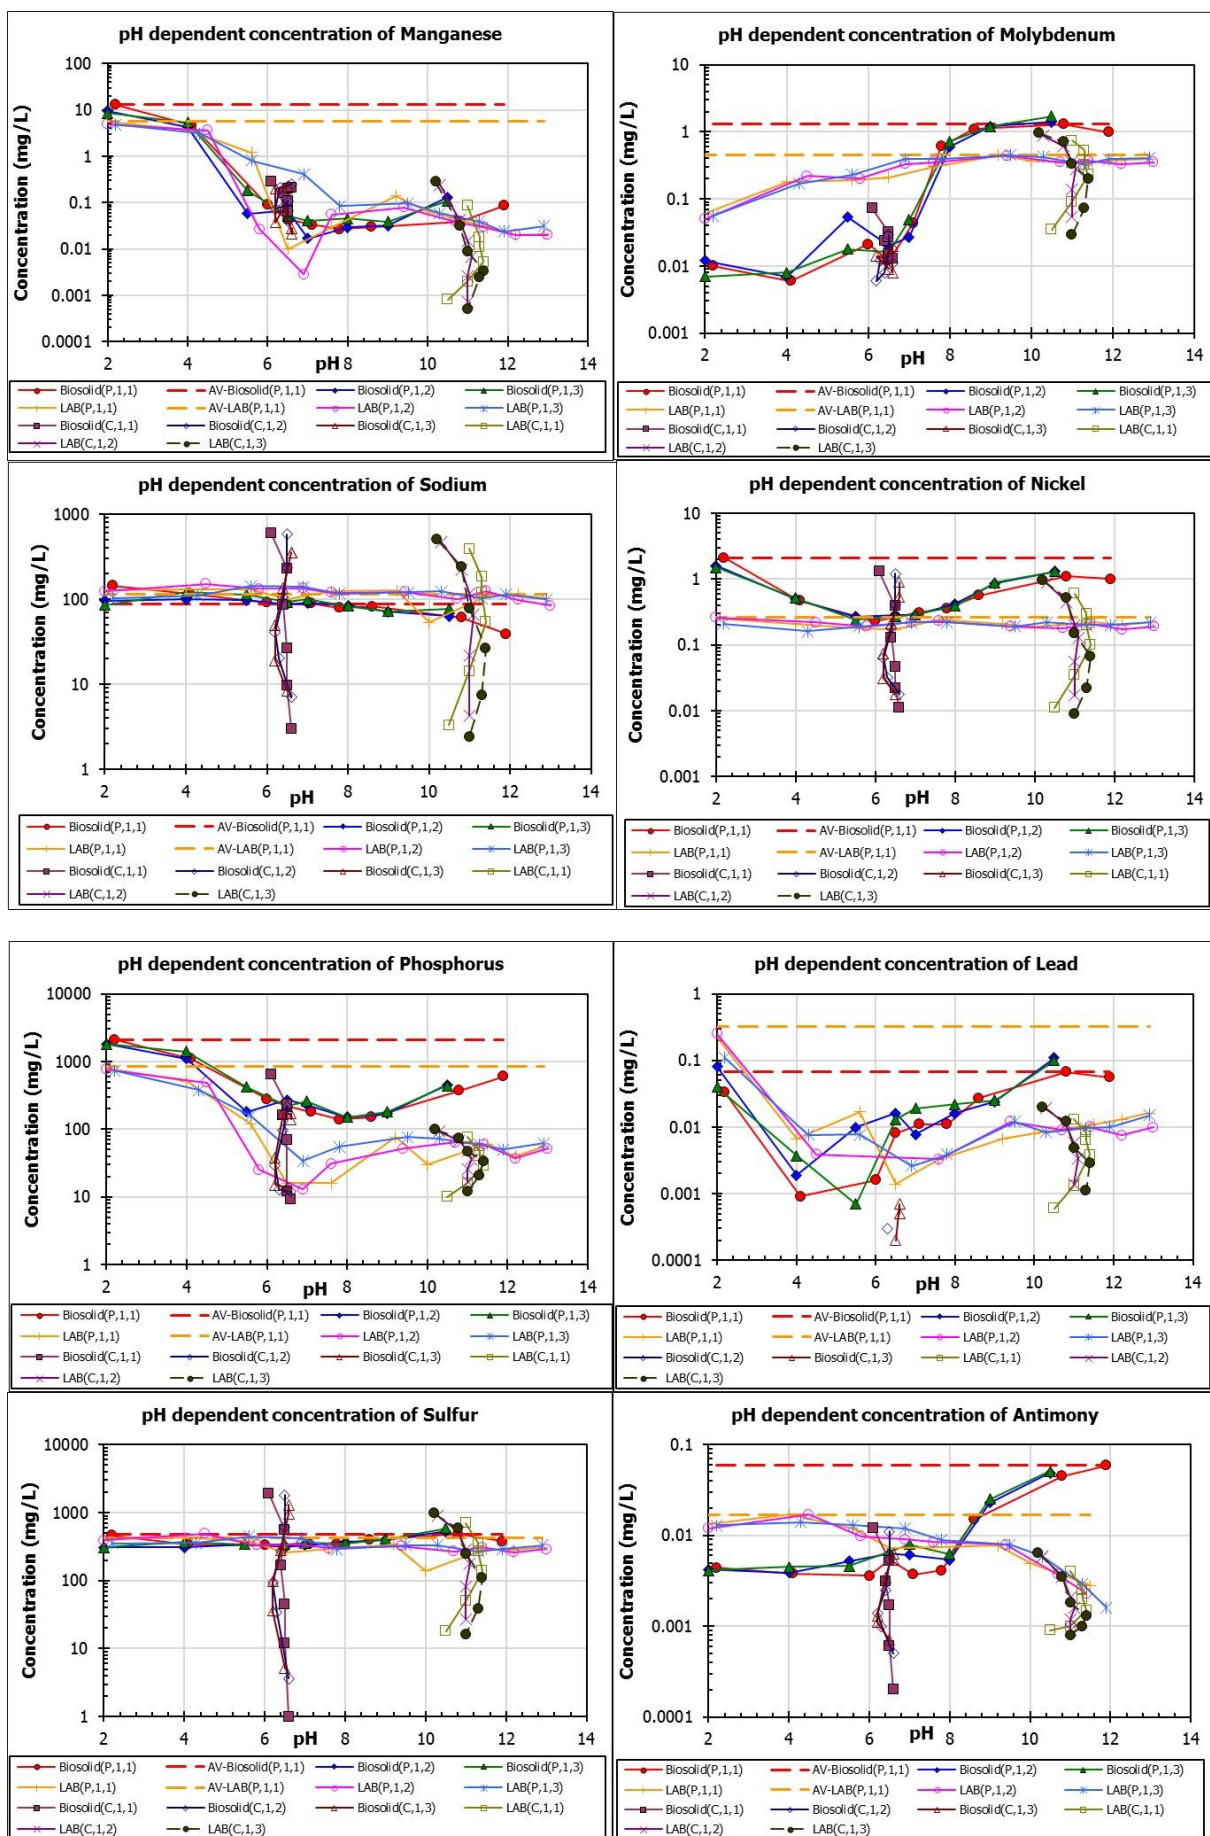 pH dependent concentration of Manganese
Concentration (mg/L)
100
10
1
0.1
0.01
0.001
0.0001
2 4 6 8 10 12 14
pH
Biosolid(P,1,1) AV-Biosolid(P,1,1) Biosolid(P,1,2) Biosolid(P,1,3)
LAB(P,1,1) AV-LAB(P,1,1) LAB(P,1,2) LAB(P,1,3)
Biosolid(C,1,1) Biosolid(C,1,2) Biosolid(C,1,3) LAB(C,1,1)
LAB(C,1,2) LAB(C,1,3)
pH dependent concentration of Molybdenum
Concentration (mg/L)
10
1
0.1
0.01
0.001
2 4 6 8 10 12 14
pH
Biosolid(P,1,1) AV-Biosolid(P,1,1) Biosolid(P,1,2) Biosolid(P,1,3)
LAB(P,1,1) AV-LAB(P,1,1) LAB(P,1,2) LAB(P,1,3)
Biosolid(C,1,1) Biosolid(C,1,2) Biosolid(C,1,3) LAB(C,1,1)
LAB(C,1,2) LAB(C,1,3)
pH dependent concentration of Sodium
Concentration (mg/L)
1000
100
10
1
2 4 6 8 10 12 14
pH
Biosolid(P,1,1) AV-Biosolid(P,1,1) Biosolid(P,1,2) Biosolid(P,1,3)
LAB(P,1,1) AV-LAB(P,1,1) LAB(P,1,2) LAB(P,1,3)
Biosolid(C,1,1) Biosolid(C,1,2) Biosolid(C,1,3) LAB(C,1,1)
LAB(C,1,2) LAB(C,1,3)
pH dependent concentration of Nickel
Concentration (mg/L)
10
1
0.1
0.01
0.001
2 4 6 8 10 12 14
pH
Biosolid(P,1,1) AV-Biosolid(P,1,1) Biosolid(P,1,2) Biosolid(P,1,3)
LAB(P,1,1) AV-LAB(P,1,1) LAB(P,1,2) LAB(P,1,3)
Biosolid(C,1,1) Biosolid(C,1,2) Biosolid(C,1,3) LAB(C,1,1)
LAB(C,1,2) LAB(C,1,3)
pH dependent concentration of Phosphorus
Concentration (mg/L)
10000
1000
100
10
1
2 4 6 8 10 12 14
pH
Biosolid(P,1,1) AV-Biosolid(P,1,1) Biosolid(P,1,2) Biosolid(P,1,3)
LAB(P,1,1) AV-LAB(P,1,1) LAB(P,1,2) LAB(P,1,3)
Biosolid(C,1,1) Biosolid(C,1,2) Biosolid(C,1,3) LAB(C,1,1)
LAB(C,1,2) LAB(C,1,3)
pH dependent concentration of Lead
Concentration (mg/L)
1
0.1
0.01
0.001
0.0001
2 4 6 8 10 12 14
pH
Biosolid(P,1,1) AV-Biosolid(P,1,1) Biosolid(P,1,2) Biosolid(P,1,3)
LAB(P,1,1) AV-LAB(P,1,1) LAB(P,1,2) LAB(P,1,3)
Biosolid(C,1,2) Biosolid(C,1,3) LAB(C,1,1) LAB(C,1,2)
LAB(C,1,3)
pH dependent concentration of Sulfur
Concentration (mg/L)
10000
1000
100
10
1
2 4 6 8 10 12 14
pH
Biosolid(P,1,1) AV-Biosolid(P,1,1) Biosolid(P,1,2) Biosolid(P,1,3)
LAB(P,1,1) AV-LAB(P,1,1) LAB(P,1,2) LAB(P,1,3)
Biosolid(C,1,1) Biosolid(C,1,2) Biosolid(C,1,3) LAB(C,1,1)
LAB(C,1,2) LAB(C,1,3)
pH dependent concentration of Antimony
Concentration (mg/L)
0.1
0.01
0.001
0.0001
2 4 6 8 10 12 14
pH
Biosolid(P,1,1) AV-Biosolid(P,1,1) Biosolid(P,1,2) Biosolid(P,1,3)
LAB(P,1,1) AV-LAB(P,1,1) LAB(P,1,2) LAB(P,1,3)
Biosolid(C,1,1) Biosolid(C,1,2) Biosolid(C,1,3) LAB(C,1,1)
LAB(C,1,2) LAB(C,1,3)